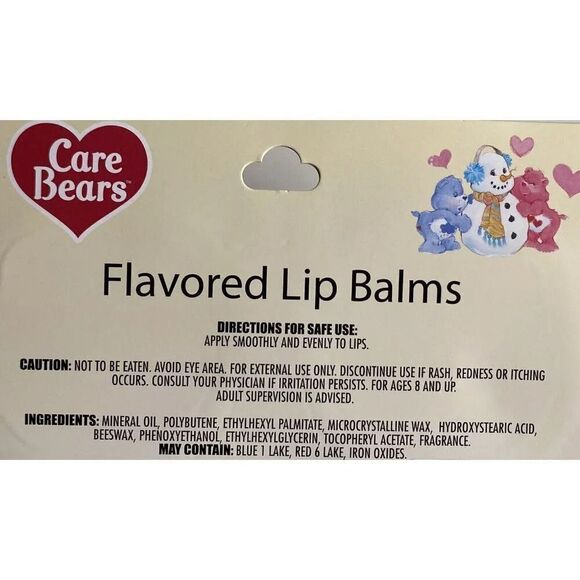 Care
Bears™
Flavored Lip Balms
DIRECTIONS FOR SAFE USE:
APPLY SMOOTHLY AND EVENLY TO LIPS.
CAUTION: NOT TO BE EATEN. AVOID EYE AREA. FOR EXTERNAL USE ONLY. DISCONTINUE USE IF RASH, REDNESS OR ITCHING
OCCURS. CONSULT YOUR PHYSICIAN IF IRRITATION PERSISTS. FOR AGES 8 AND UP.
ADULT SUPERVISION IS ADVISED.
INGREDIENTS: MINERAL OIL, POLYBUTENE, ETHYLHEXYL PALMITATE, MICROCRYSTALLINE WAX, HYDROXYSTEARIC ACID,
BEESWAX, PHENOXYETHANOL, ETHYLHEXYLGLYCERIN, TOCOPHERYL ACETATE, FRAGRANCE.
MAY CONTAIN: BLUE 1 LAKE, RED 6 LAKE, IRON OXIDES.